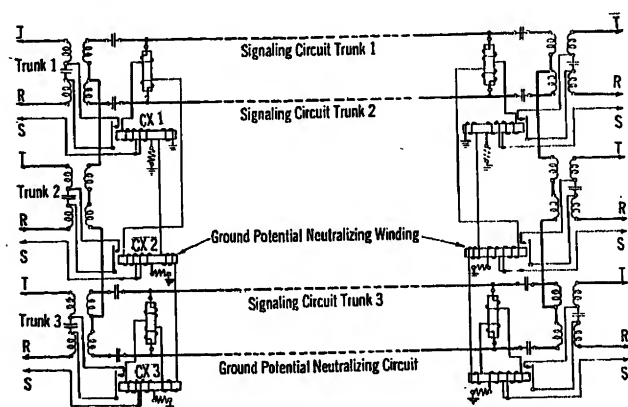 T
T
Signaling Circuit Trunk 1
Trunk 1
R
R
Signaling Circuit Trunk 2
S
S
CX 1
T
T
Trunk 2
R
R
S
S
CX 2
Ground Potential Neutralizing Winding
T
T
Signaling Circuit Trunk 3
Trunk 3
R
R
Ground Potential Neutralizing Circuit
S
S
CX 3